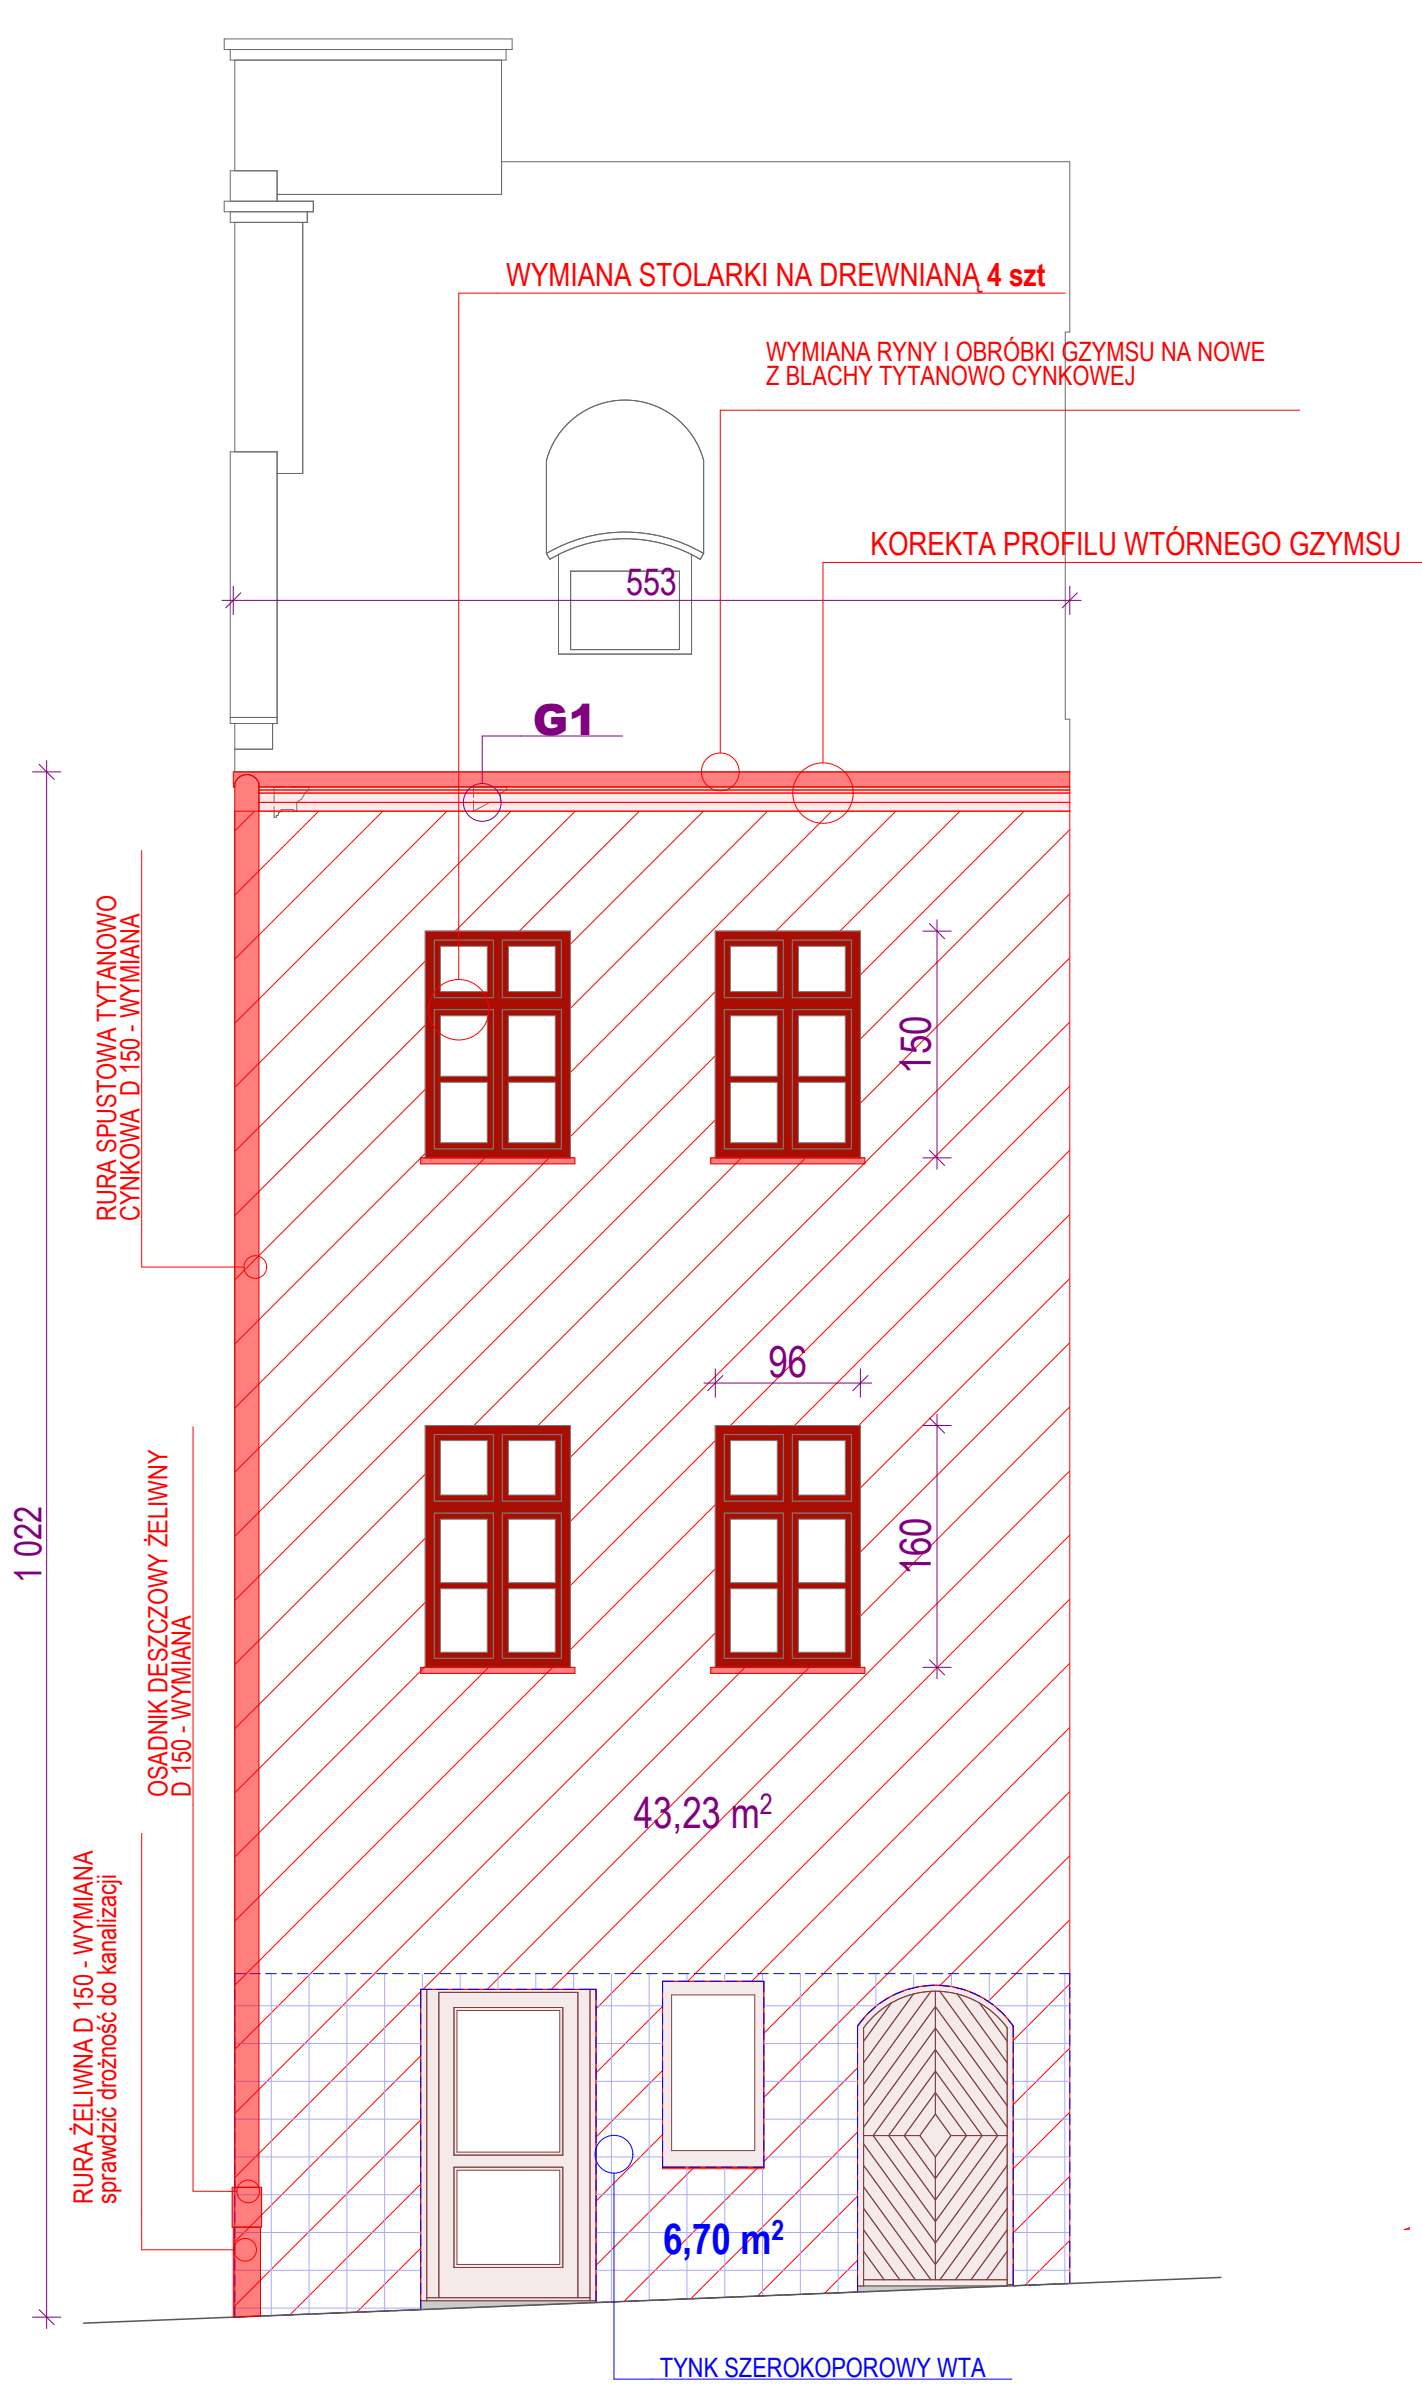 WYMIANA STOLARKI NA DREWNIANĄ 4 szt
WYMIANA RYNY I OBRÓBKI GZYMSU NA NOWE
Z BLACHY TYTANOWO CYNKOWEJ
KOREKTA PROFILU WTÓRNEGO GZYMSU
553
G1
RURA SPUSTOWA TYTANOWO
CYNKOWA D 150 - WYMIANA
150
96
1 022
OSADNIK DESZCZOWY ŻELIWNY
D 150 - WYMIANA
160
43,23 m²
RURA ŻELIWNA D 150 - WYMIANA
sprawdzić drożność do kanalizacji
6,70 m²
TYNK SZEROKOPOROWY WTA